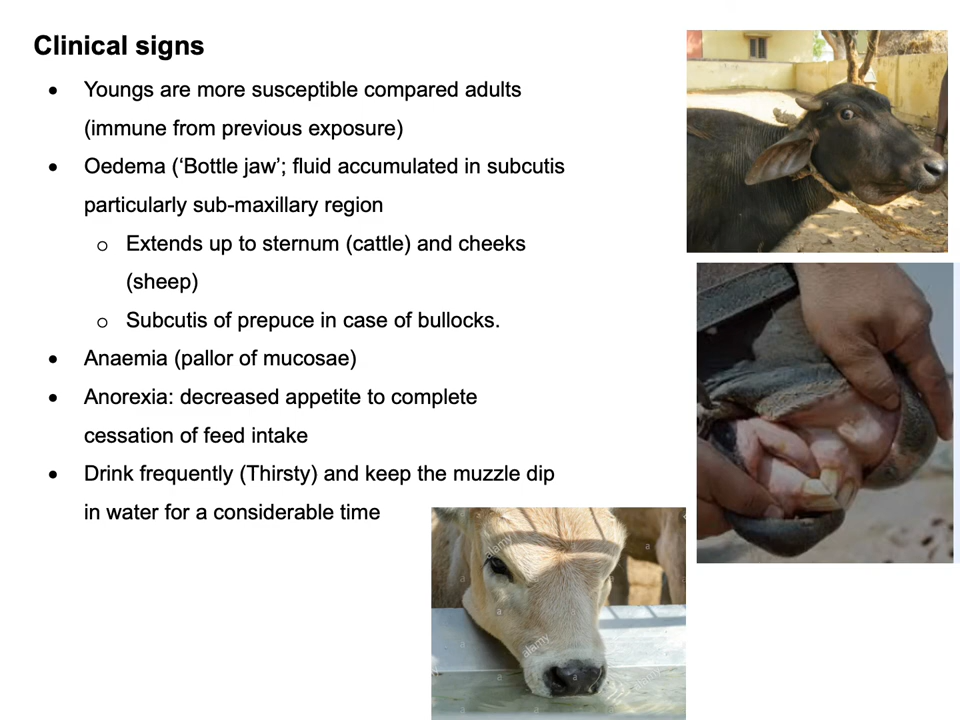 Clinical signs
• Youngs are more susceptible compared adults
(immune from previous exposure)
• Oedema (‘Bottle jaw’; fluid accumulated in subcutis
particularly sub-maxillary region
o Extends up to sternum (cattle) and cheeks
(sheep)
o Subcutis of prepuce in case of bullocks.
• Anaemia (pallor of mucosae)
• Anorexia: decreased appetite to complete
cessation of feed intake
• Drink frequently (Thirsty) and keep the muzzle dip
in water for a considerable time
alamy
a
a
a
a
alamy
a
a
alamy
a
a